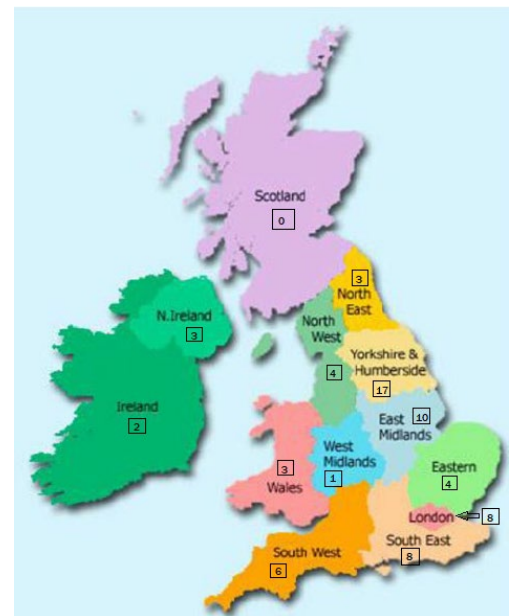 Scotland
0
3
North
East
N.Ireland
3
North
West
4
Yorkshire &
Humberside
17
Ireland
2
10
East
Midlands
West
Midlands
1
3
Wales
Eastern
4
London
8
South East
8
South West
6